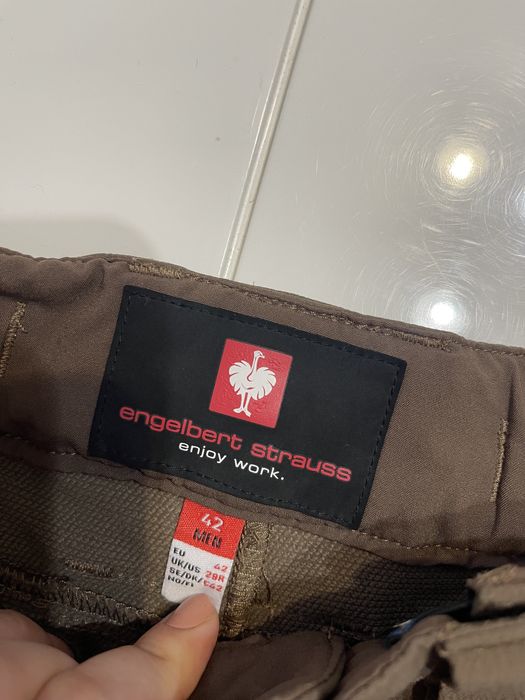 engelbert strauss
enjoy work.
42
MEN
EU 42
UK/US 29R
SE/DK/ C42
NO/FI